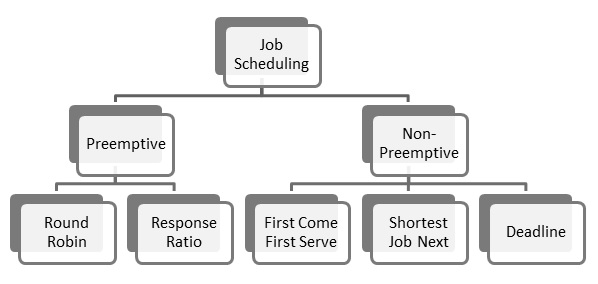 Job
Scheduling
Preemptive
Non-
Preemptive
Round
Robin
Response
Ratio
First Come
First Serve
Shortest
Job Next
Deadline